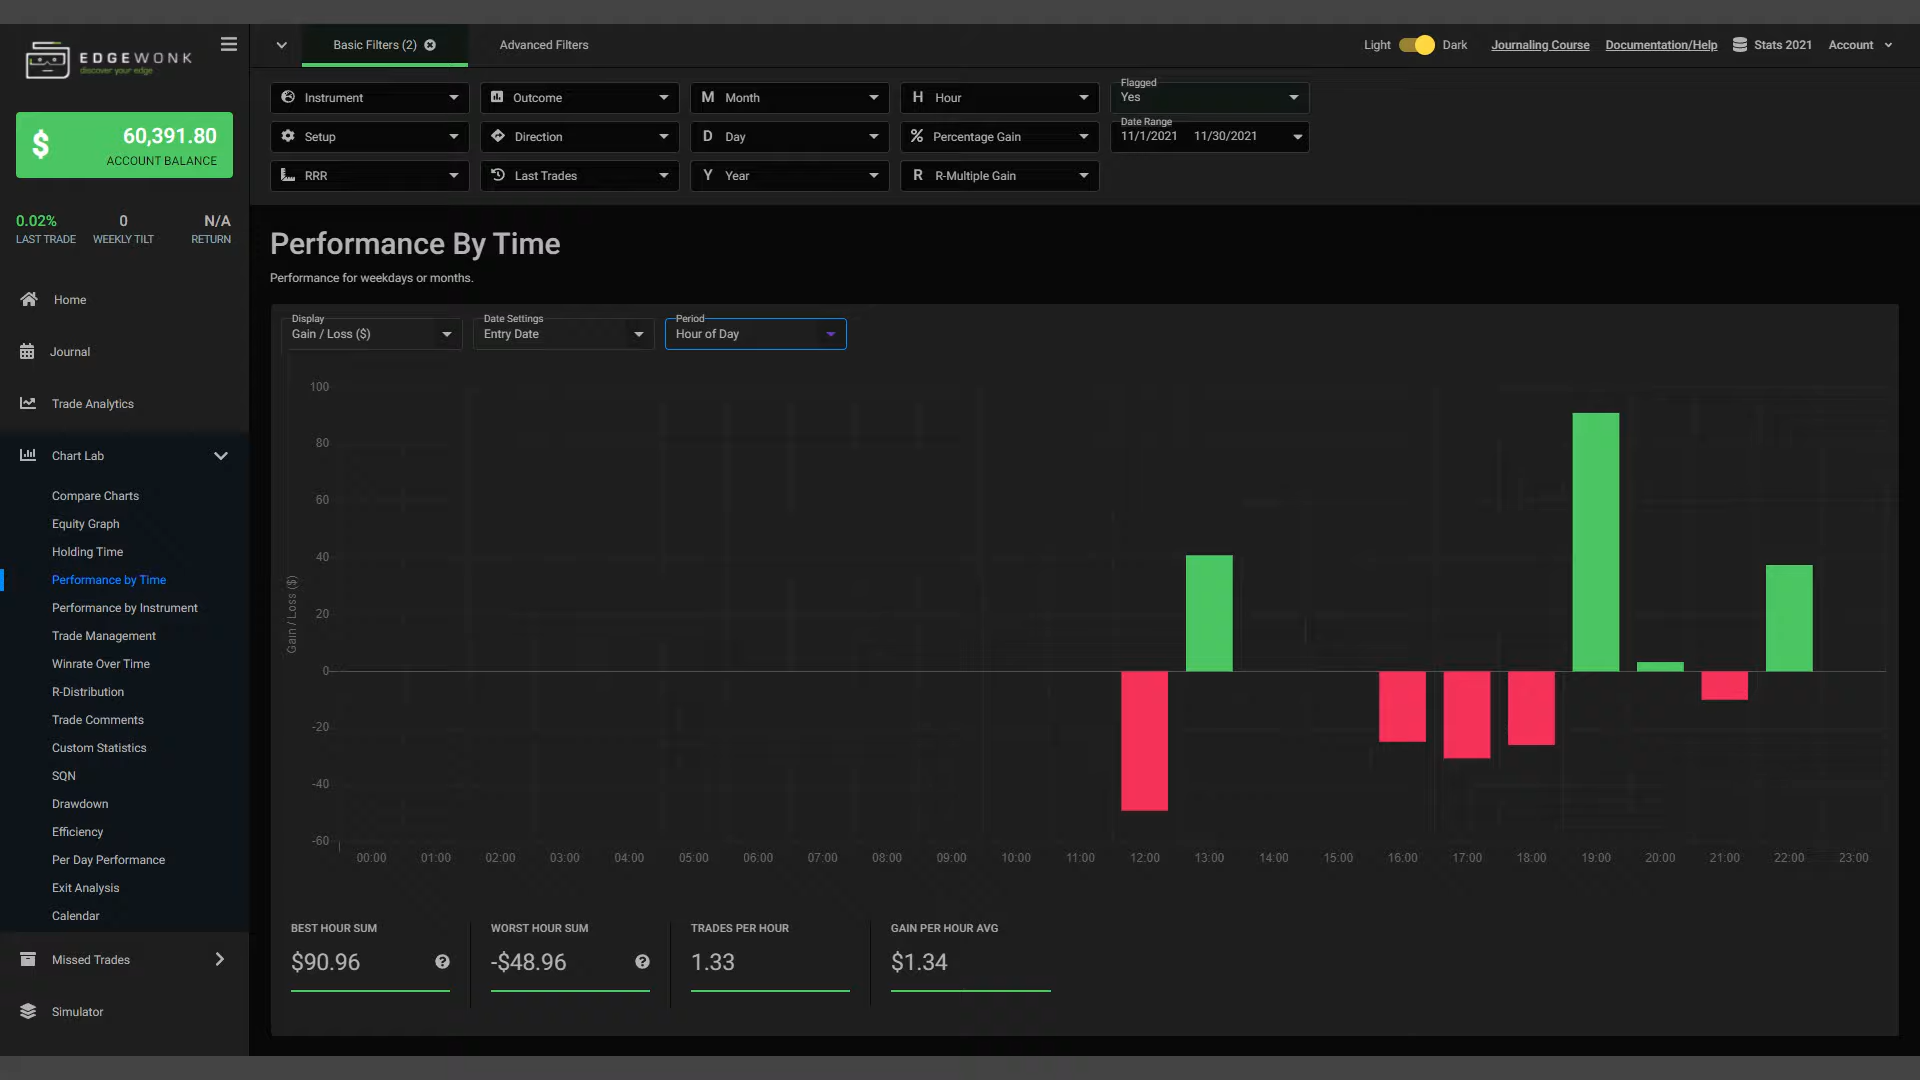 EDGEWONK
discover your edge
Basic Filters (2)
Advanced Filters
Light
Dark
Journaling Course
Documentation/Help
Stats 2021
Account
$
60,391.80
ACCOUNT BALANCE
0.02%
LAST TRADE
0
WEEKLY TILT
N/A
RETURN
Home
Journal
Trade Analytics
Chart Lab
Compare Charts
Equity Graph
Holding Time
Performance by Time
Performance by Instrument
Trade Management
Winrate Over Time
R-Distribution
Trade Comments
Custom Statistics
SQN
Drawdown
Efficiency
Per Day Performance
Exit Analysis
Calendar
Missed Trades
Simulator
Instrument
Outcome
M Month
H Hour
Flagged
Yes
Setup
Direction
D Day
% Percentage Gain
Date Range
11/1/2021 11/30/2021
RRR
Last Trades
Y Year
R R-Multiple Gain
Performance By Time
Performance for weekdays or months.
Display
Gain / Loss ($)
Date Settings
Entry Date
Period
Hour of Day
Gain / Loss ($)
100
80
60
40
20
0
-20
-40
-60
00:00 01:00 02:00 03:00 04:00 05:00 06:00 07:00 08:00 09:00 10:00 11:00 12:00 13:00 14:00 15:00 16:00 17:00 18:00 19:00 20:00 21:00 22:00 23:00
BEST HOUR SUM
$90.96
WORST HOUR SUM
-$48.96
TRADES PER HOUR
1.33
GAIN PER HOUR AVG
$1.34